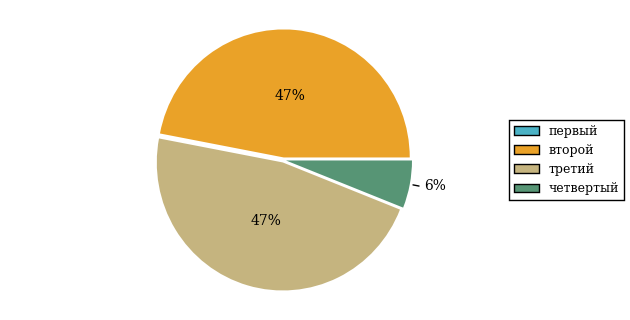 47%
47%
6%
первый
второй
третий
четвертый